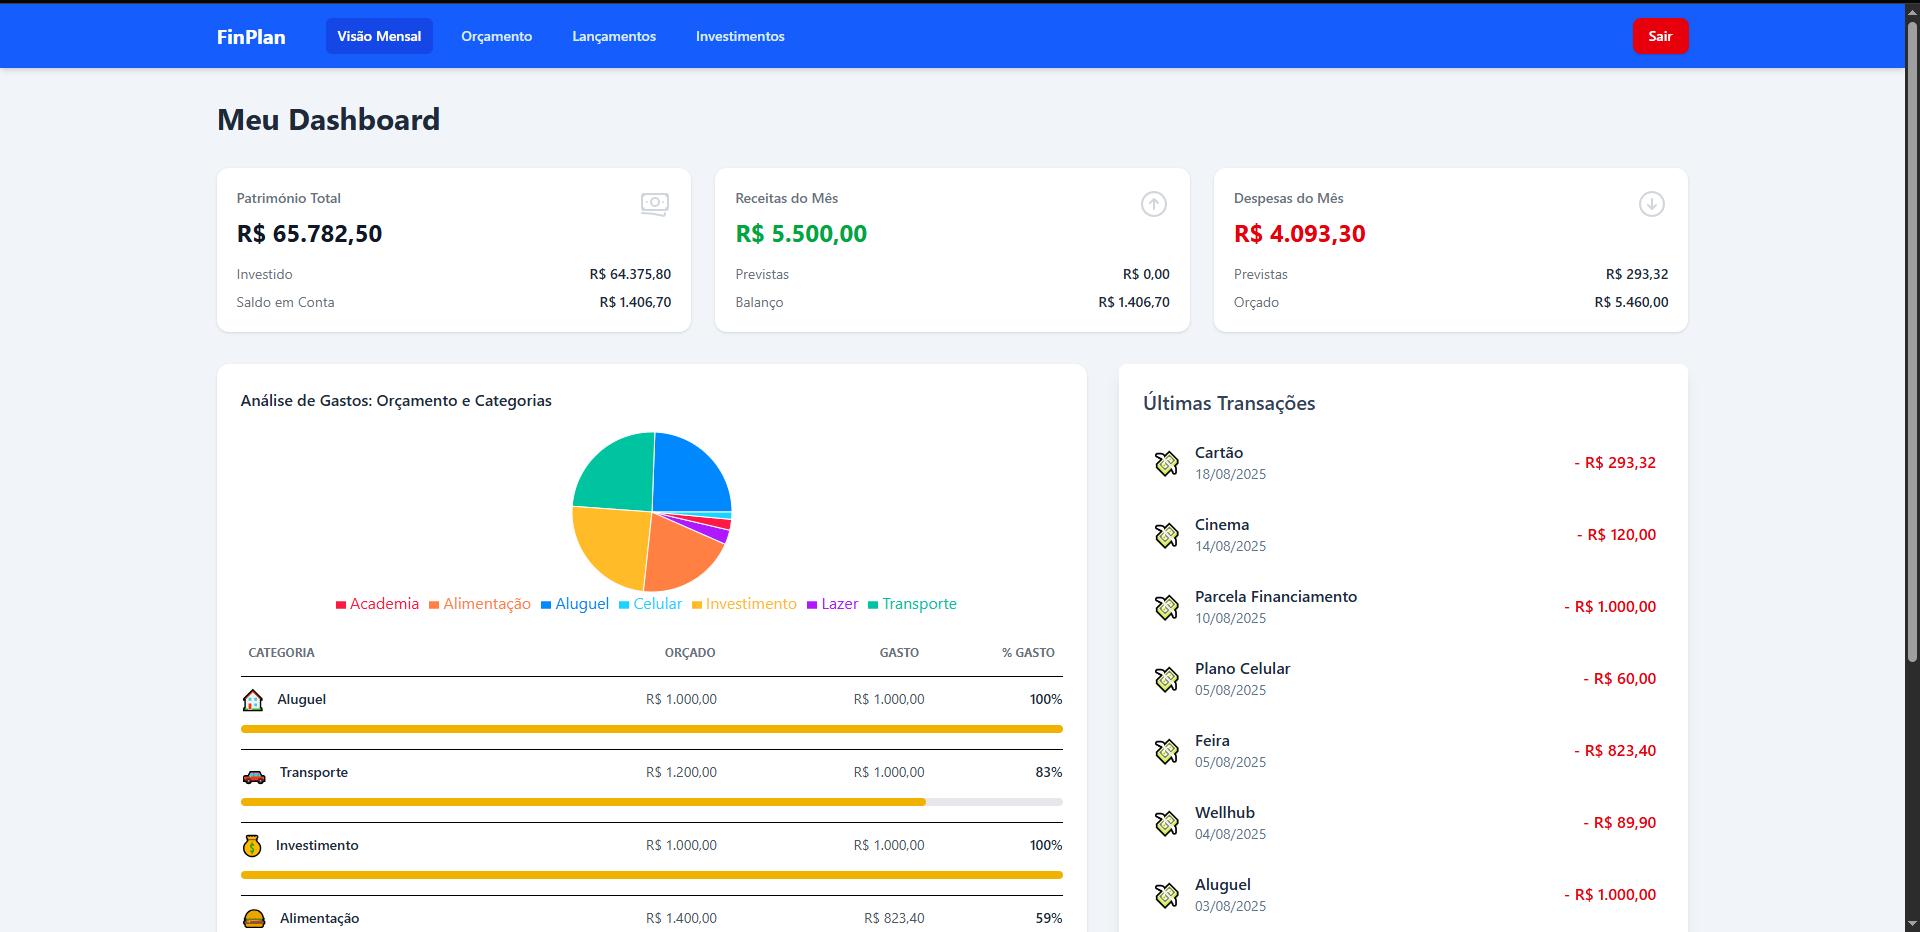 FinPlan Visão Mensal Orçamento Lançamentos Investimentos Sair
Meu Dashboard
Património Total
R$ 65.782,50
Investido R$ 64.375,80
Saldo em Conta R$ 1.406,70
Receitas do Mês
R$ 5.500,00
Previstas R$ 0,00
Balanço R$ 1.406,70
Despesas do Mês
R$ 4.093,30
Previstas R$ 293,32
Orçado R$ 5.460,00
Análise de Gastos: Orçamento e Categorias
Academia Alimentação Aluguel Celular Investimento Lazer Transporte
CATEGORIA ORÇADO GASTO % GASTO
Aluguel R$ 1.000,00 R$ 1.000,00 100%
Transporte R$ 1.200,00 R$ 1.000,00 83%
Investimento R$ 1.000,00 R$ 1.000,00 100%
Alimentação R$ 1.400,00 R$ 823,40 59%
Últimas Transações
Cartão
18/08/2025
- R$ 293,32
Cinema
14/08/2025
- R$ 120,00
Parcela Financiamento
10/08/2025
- R$ 1.000,00
Plano Celular
05/08/2025
- R$ 60,00
Feira
05/08/2025
- R$ 823,40
Wellhub
04/08/2025
- R$ 89,90
Aluguel
03/08/2025
- R$ 1.000,00